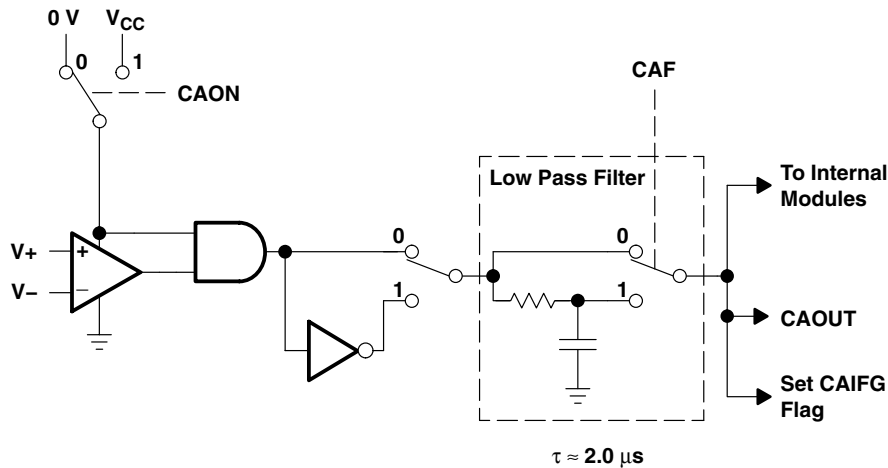 0 V
V_CC
0
1
CAON
CAF
Low Pass Filter
To Internal
Modules
V+
+
V−
−
0
1
0
1
CAOUT
Set CAIFG
Flag
τ ≈ 2.0 μs